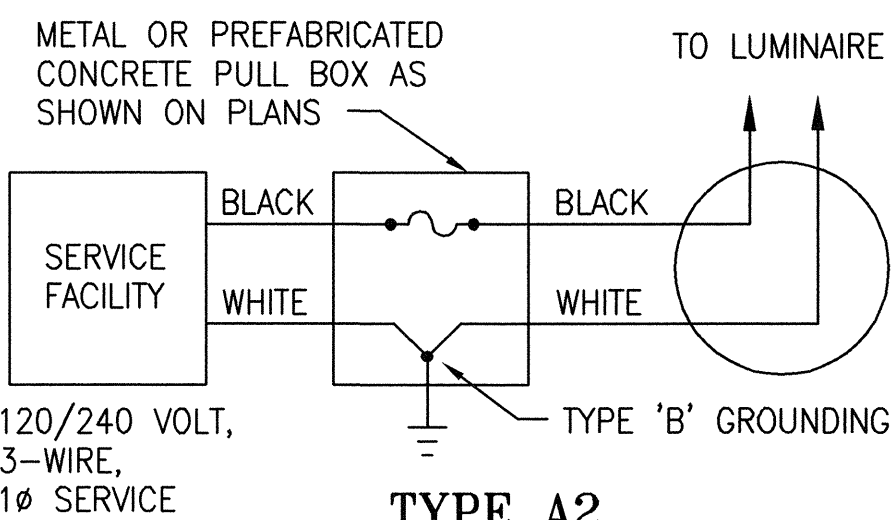 METAL OR PREFABRICATED
CONCRETE PULL BOX AS
SHOWN ON PLANS
TO LUMINAIRE
BLACK
BLACK
SERVICE
FACILITY
WHITE
WHITE
120/240 VOLT,
3-WIRE,
1ø SERVICE
TYPE 'B' GROUNDING
TYPE A2